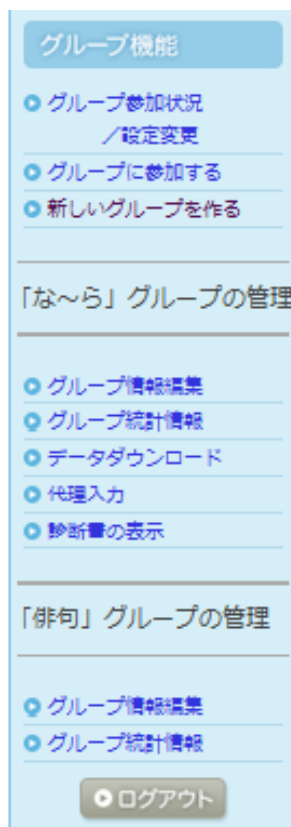 グループ機能
グループ参加状況
／設定変更
グループに参加する
新しいグループを作る
「な～ら」グループの管理
グループ情報編集
グループ統計情報
データダウンロード
代理入力
診断書の表示
「俳句」グループの管理
グループ情報編集
グループ統計情報
ログアウト